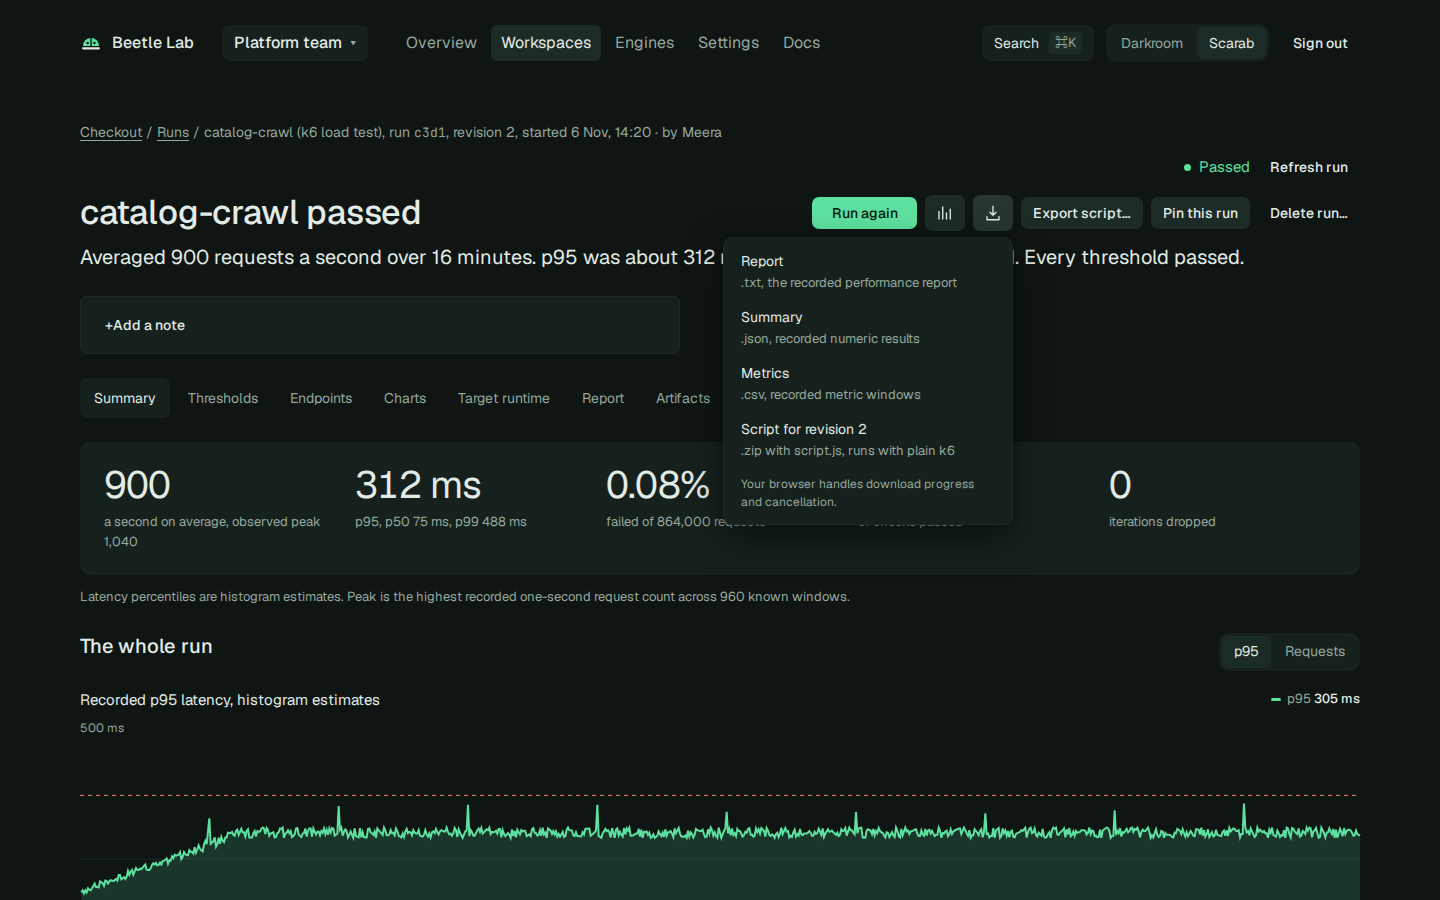 Beetle Lab
Platform team
Overview
Workspaces
Engines
Settings
Docs
Search ⌘K
Darkroom
Scarab
Sign out
Checkout / Runs / catalog-crawl (k6 load test), run c3d1, revision 2, started 6 Nov, 14:20 · by Meera
Passed
Refresh run
catalog-crawl passed
Run again
Export script…
Pin this run
Delete run…
Averaged 900 requests a second over 16 minutes. p95 was about 312
. Every threshold passed.
Report
.txt, the recorded performance report
Summary
.json, recorded numeric results
Metrics
.csv, recorded metric windows
Script for revision 2
.zip with script.js, runs with plain k6
Your browser handles download progress
and cancellation.
+Add a note
Summary
Thresholds
Endpoints
Charts
Target runtime
Report
Artifacts
900
a second on average, observed peak
1,040
312 ms
p95, p50 75 ms, p99 488 ms
0.08%
failed of 864,000 requests
0
iterations dropped
Latency percentiles are histogram estimates. Peak is the highest recorded one-second request count across 960 known windows.
The whole run
p95
Requests
Recorded p95 latency, histogram estimates
p95 305 ms
500 ms